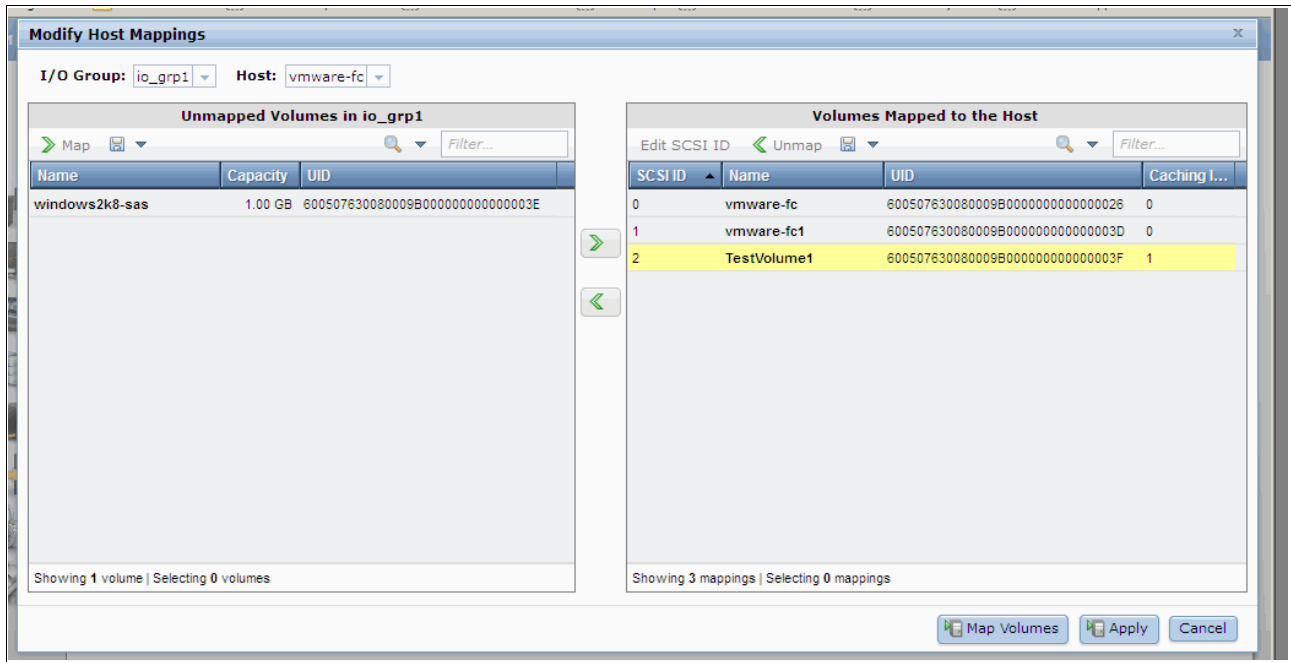 Modify Host Mappings x
I/O Group: io_grp1 Host: vmware-fc
Unmapped Volumes in io_grp1
Map Filter...
Name Capacity UID
windows2k8-sas 1.00 GB 600507630080009B000000000000003E
Showing 1 volume | Selecting 0 volumes
Volumes Mapped to the Host
Edit SCSI ID Unmap Filter...
SCSI ID Name UID Caching I...
0 vmware-fc 600507630080009B0000000000000026 0
1 vmware-fc1 600507630080009B000000000000003D 0
2 TestVolume1 600507630080009B000000000000003F 1
Showing 3 mappings | Selecting 0 mappings
Map Volumes Apply Cancel